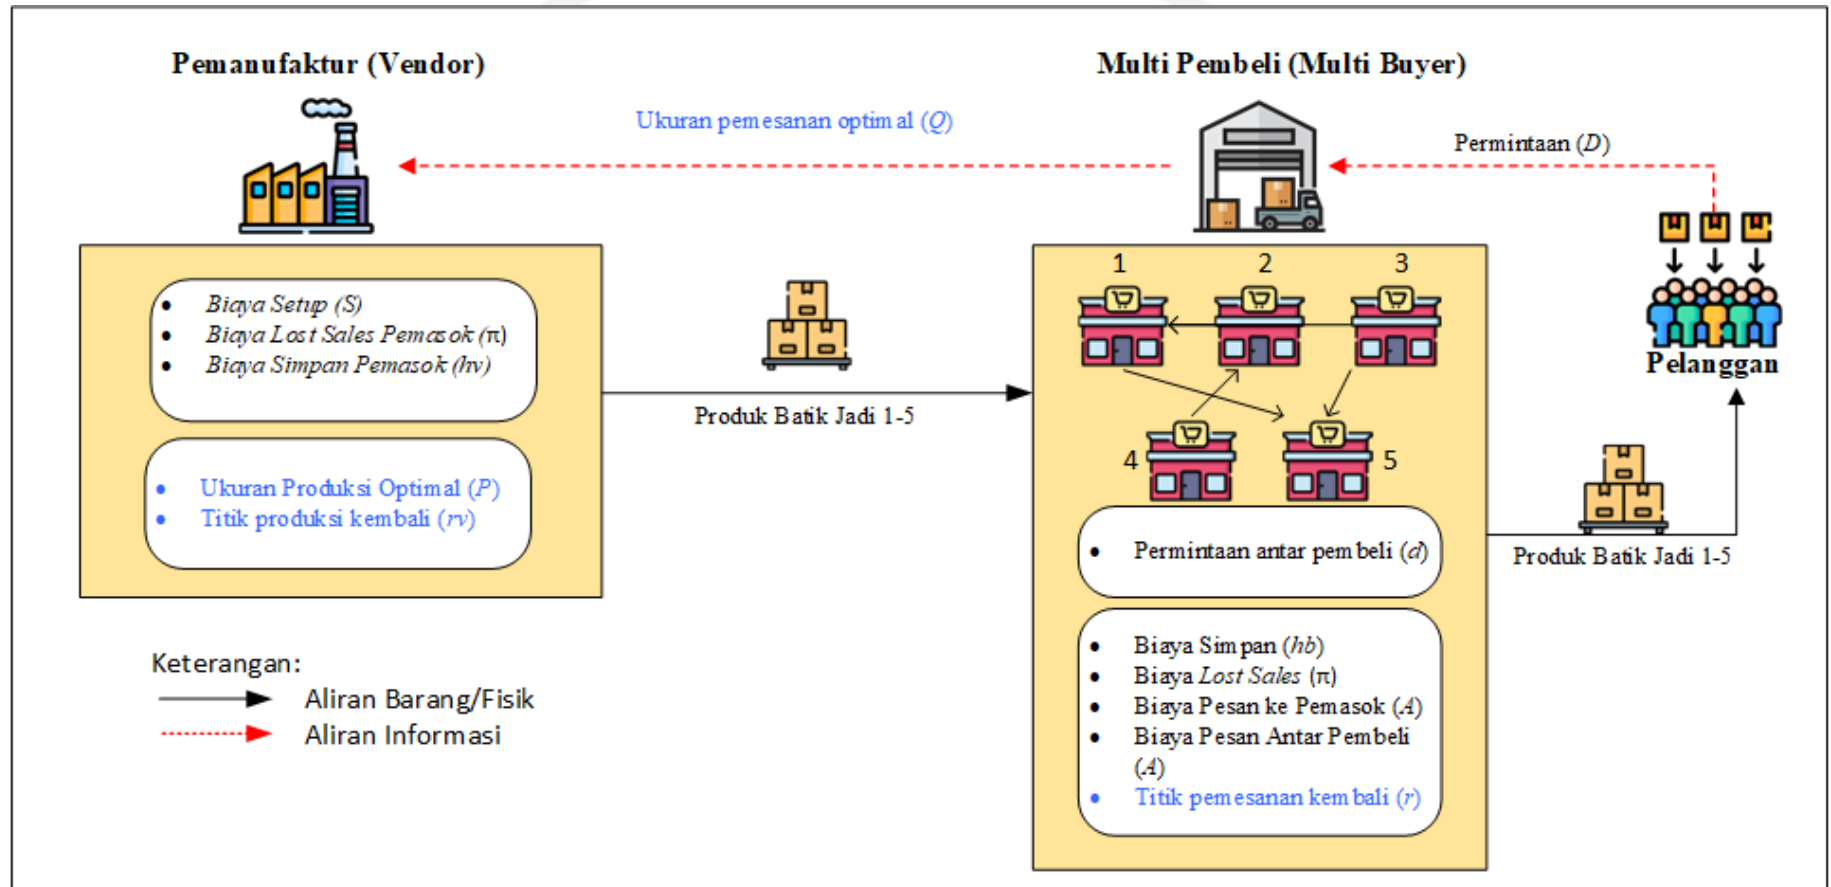 Pemanufaktur (Vendor)
Multi Pembeli (Multi Buyer)
Ukuran pemesanan optimal (Q)
Permintaan (D)
• Biaya Setup (S)
• Biaya Lost Sales Pemasok (π)
• Biaya Simpan Pemasok (hv)
• Ukuran Produksi Optimal (P)
• Titik produksi kembali (rv)
Produk Batik Jadi 1-5
1
2
3
4
5
• Permintaan antar pembeli (d)
• Biaya Simpan (hb)
• Biaya Lost Sales (π)
• Biaya Pesan ke Pemasok (A)
• Biaya Pesan Antar Pembeli
(A)
• Titik pemesanan kembali (r)
Pelanggan
Produk Batik Jadi 1-5
Keterangan:
Aliran Barang/Fisik
Aliran Informasi